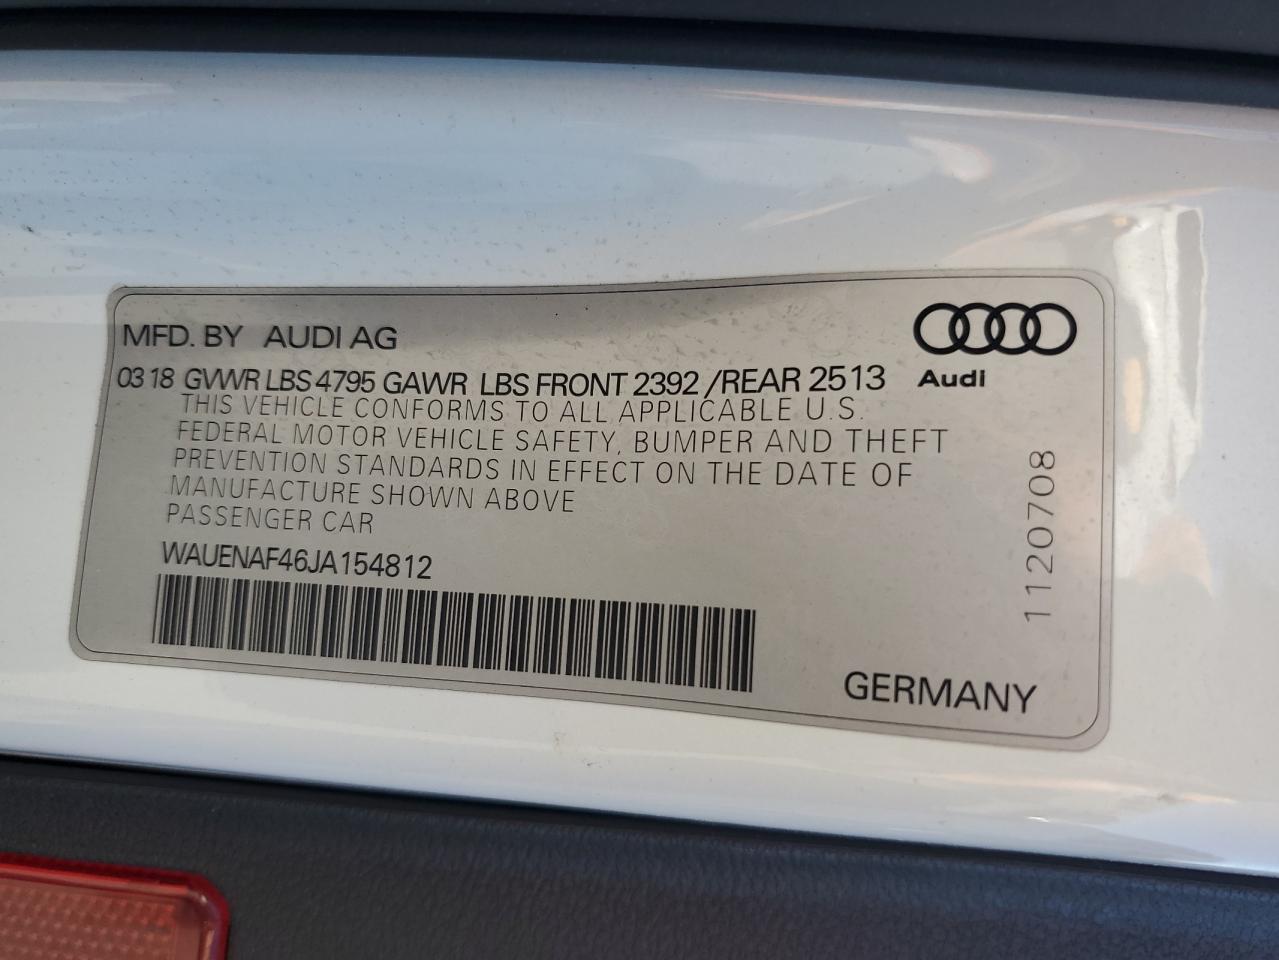 MFD. BY AUDI AG
03 18 GVWR LBS 4795 GAWR LBS FRONT 2392 /REAR 2513
Audi
THIS VEHICLE CONFORMS TO ALL APPLICABLE U.S.
FEDERAL MOTOR VEHICLE SAFETY, BUMPER AND THEFT
PREVENTION STANDARDS IN EFFECT ON THE DATE OF
MANUFACTURE SHOWN ABOVE
PASSENGER CAR
WAUENAF46JA154812
1120708
GERMANY